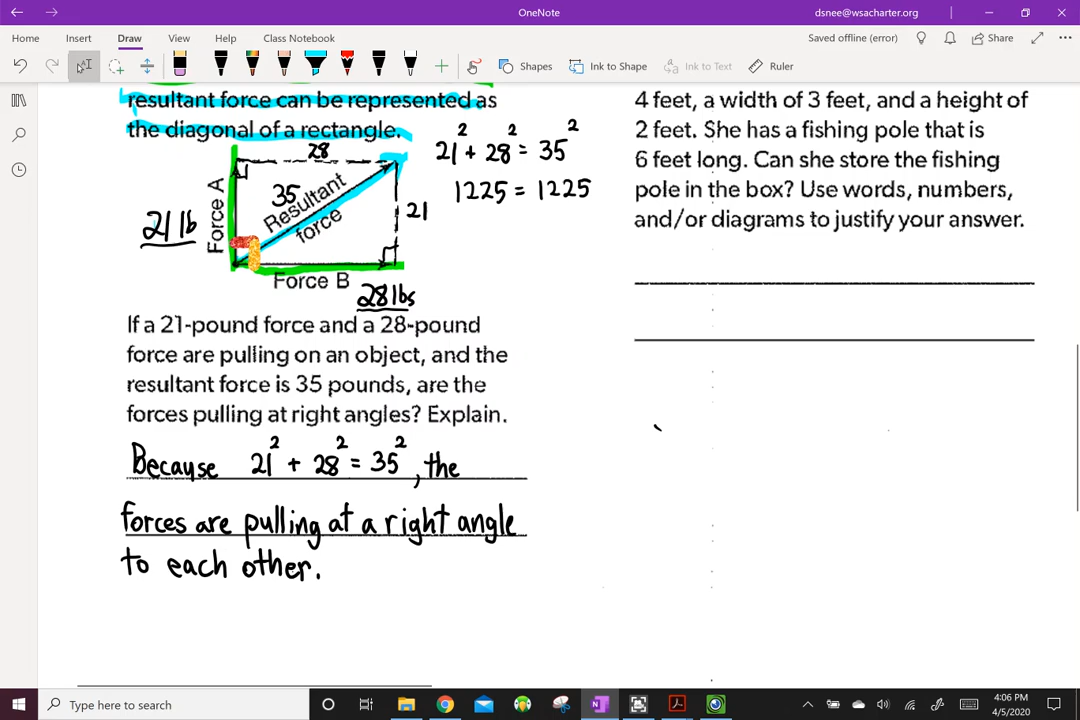 OneNote
dsnee@wsacharter.org
Home Insert Draw View Help Class Notebook
Saved offline (error) Share
Shapes Ink to Shape Ink to Text Ruler
resultant force can be represented as
the diagonal of a rectangle.
28
Force A
21 lb
35
Resultant
force
21
Force B
28 lbs
21² + 28² = 35²
1225 = 1225
If a 21-pound force and a 28-pound
force are pulling on an object, and the
resultant force is 35 pounds, are the
forces pulling at right angles? Explain.
Because 21² + 28² = 35², the
forces are pulling at a right angle
to each other.
4 feet, a width of 3 feet, and a height of
2 feet. She has a fishing pole that is
6 feet long. Can she store the fishing
pole in the box? Use words, numbers,
and/or diagrams to justify your answer.
Type here to search
4:06 PM
4/5/2020